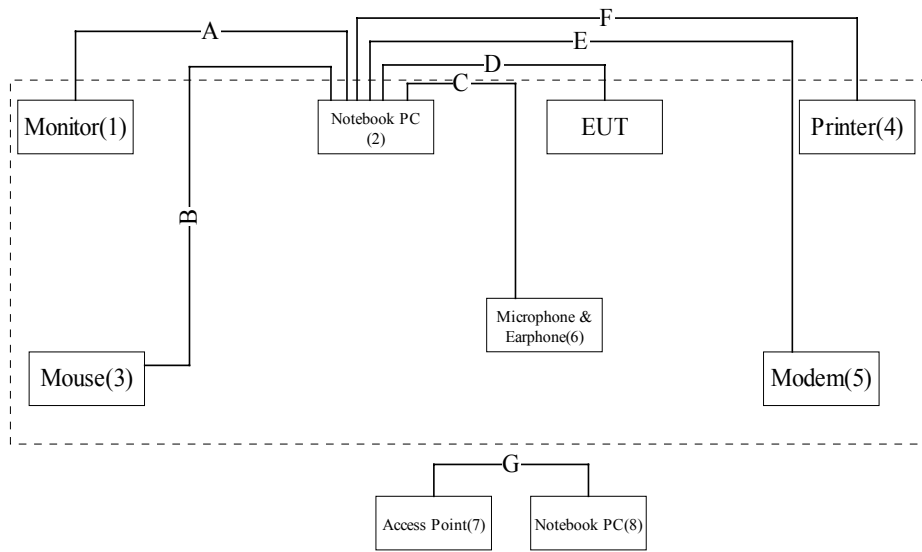 F
A
E
D
C
Monitor(1)
Notebook PC
(2)
EUT
Printer(4)
B
Microphone &
Earphone(6)
Mouse(3)
Modem(5)
G
Access Point(7)
Notebook PC(8)